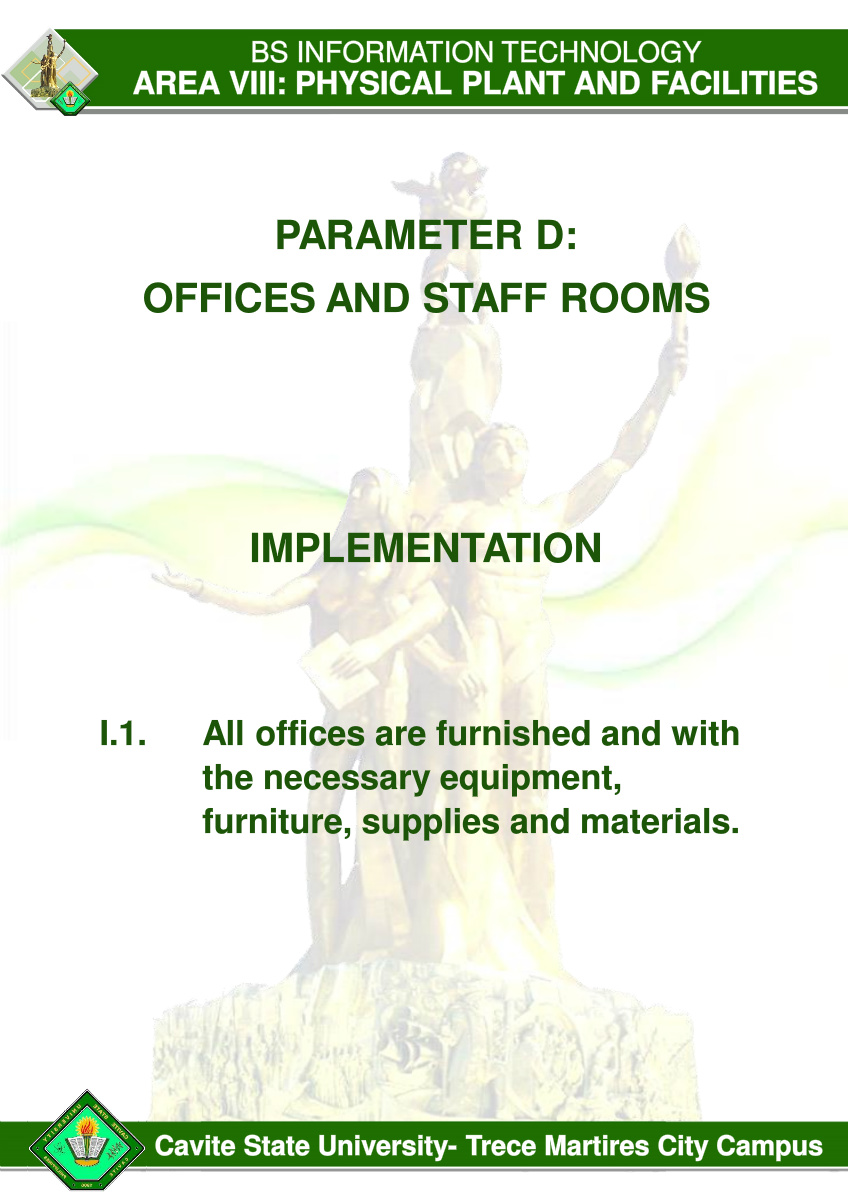 BS INFORMATION TECHNOLOGY
AREA VIII: PHYSICAL PLANT AND FACILITIES
PARAMETER D:
OFFICES AND STAFF ROOMS
IMPLEMENTATION
I.1. All offices are furnished and with
the necessary equipment,
furniture, supplies and materials.
Cavite State University- Trece Martires City Campus